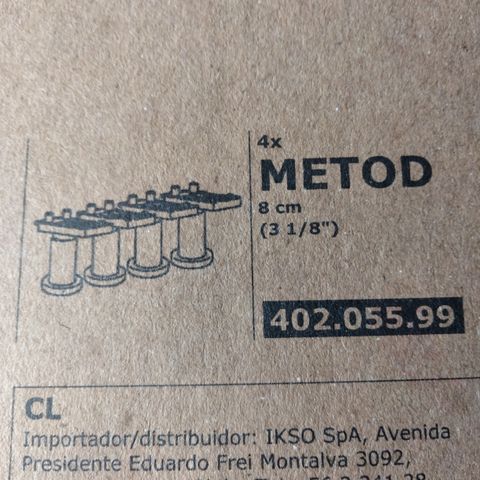 4x
METOD
8 cm
(3 1/8")
402.055.99
CL
Importador/distribuidor: IKSO SpA, Avenida
Presidente Eduardo Frei Montalva 3092,